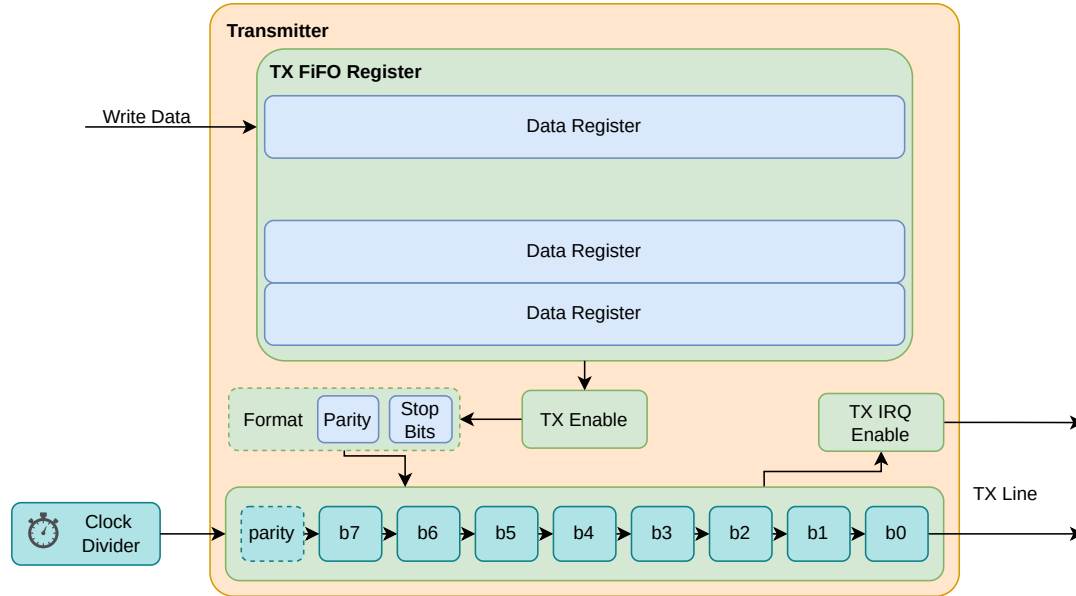 Transmitter
TX FiFO Register
Write Data
Data Register
Data Register
Data Register
Format
Parity
Stop
Bits
TX Enable
TX IRQ
Enable
TX Line
Clock
Divider
parity
b7
b6
b5
b4
b3
b2
b1
b0